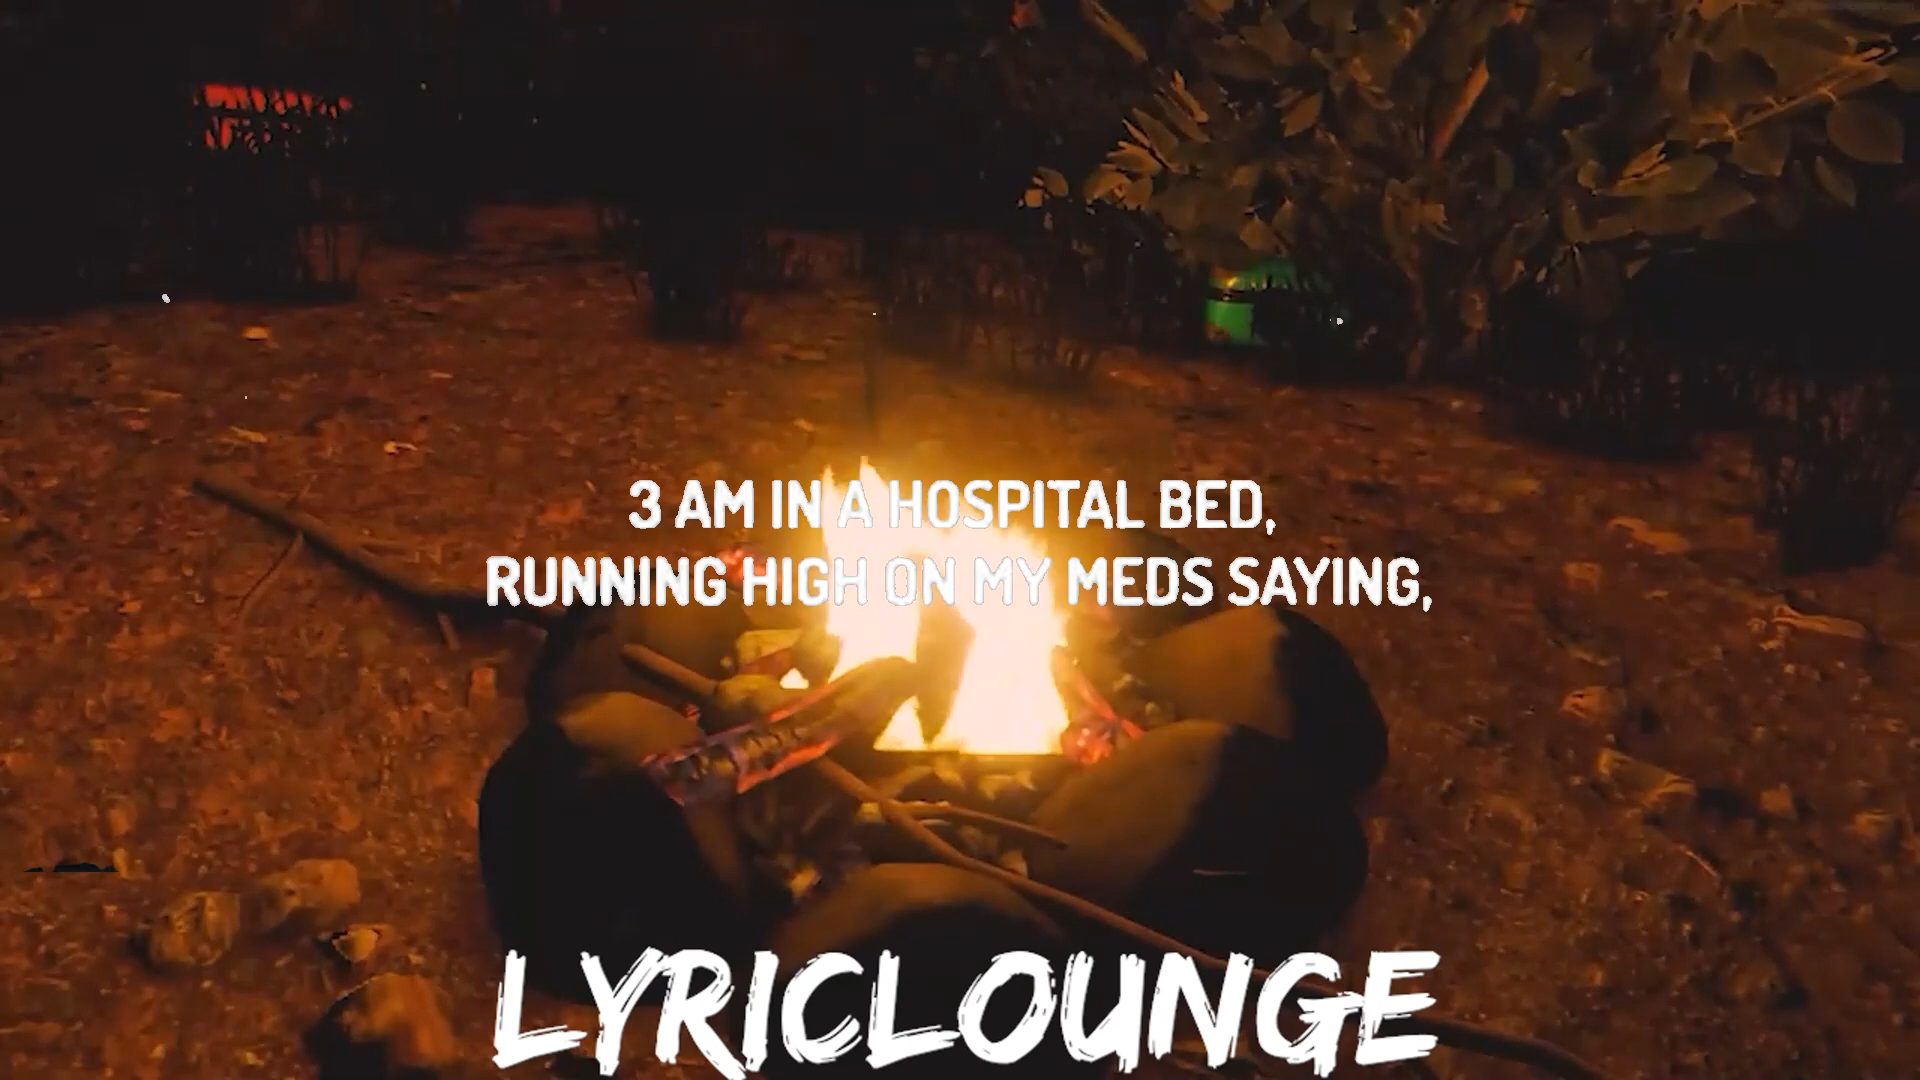 3 AM IN A HOSPITAL BED,
RUNNING HIGH ON MY MEDS SAYING,
LYRICLOUNGE